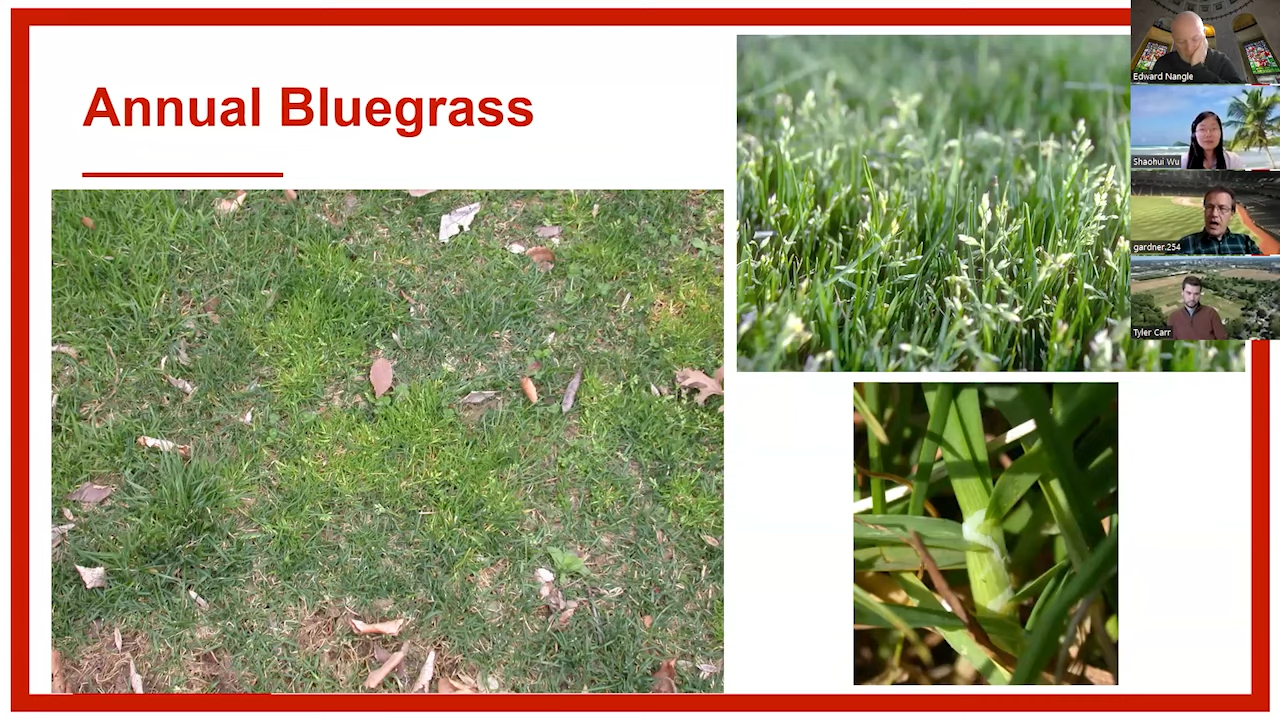 Annual Bluegrass
Edward Nangle
Shaohui Wu
gardner.254
Tyler Carr